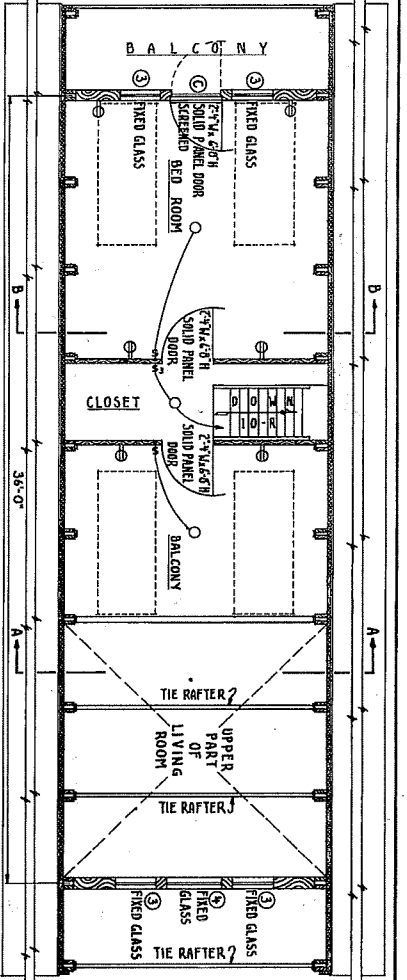 BALCONY
3
C
3
FIXED GLASS
2'-4"W x 6'-8"H
SOLID PANEL DOOR
SCREENED
FIXED GLASS
BED ROOM
B
B
2'-4"W x 6'-8"H
SOLID PANEL
DOOR
S
S
CLOSET
DOWN
10-R
2'-4"W x 6'-8"H
SOLID PANEL
DOOR
S
36'-0"
BALCONY
A
A
TIE RAFTER
UPPER
PART
OF
LIVING
ROOM
TIE RAFTER
3
4
3
FIXED GLASS
FIXED
GLASS
FIXED GLASS
TIE RAFTER